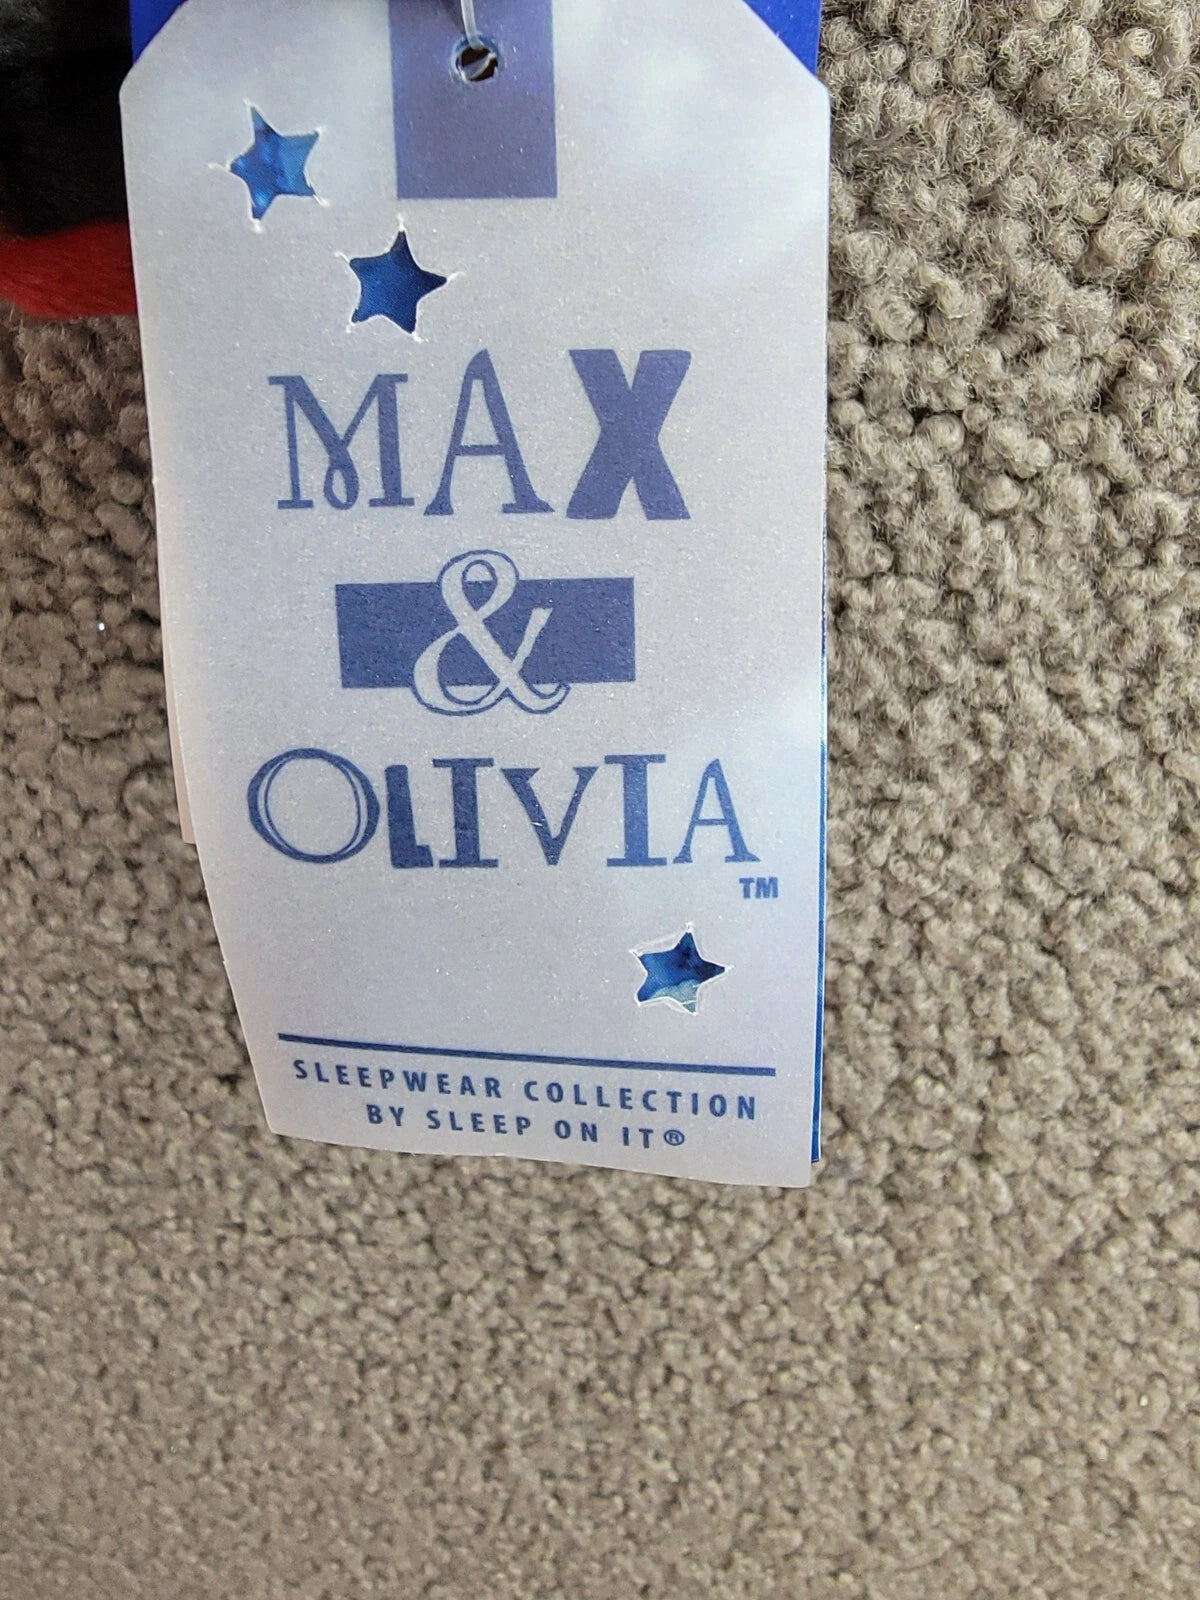 MAX
&
OLIVIA
TM
SLEEPWEAR COLLECTION
BY SLEEP ON IT®